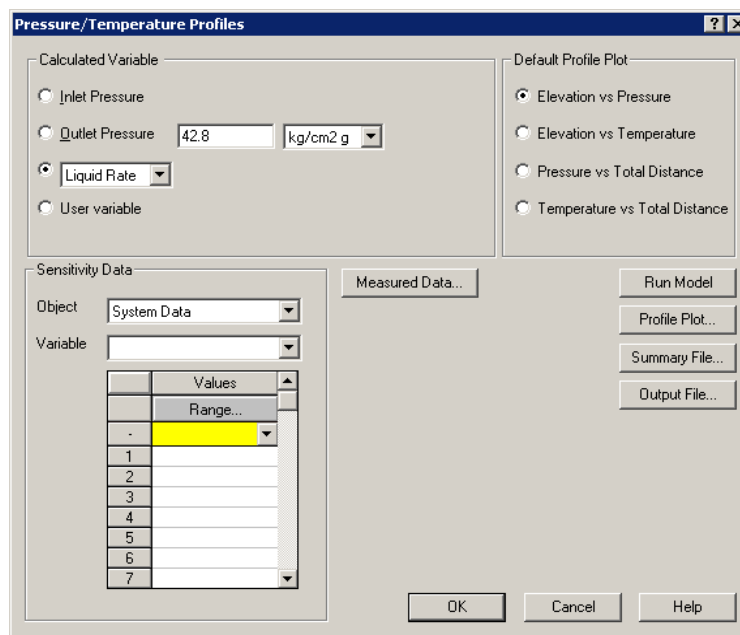 Pressure/Temperature Profiles
Calculated Variable
Inlet Pressure
Outlet Pressure 42.8 kg/cm2 g
Liquid Rate
User variable
Default Profile Plot
Elevation vs Pressure
Elevation vs Temperature
Pressure vs Total Distance
Temperature vs Total Distance
Sensitivity Data
Object System Data
Variable
Values
Range...
-
1
2
3
4
5
6
7
Measured Data...
Run Model
Profile Plot...
Summary File...
Output File...
OK Cancel Help